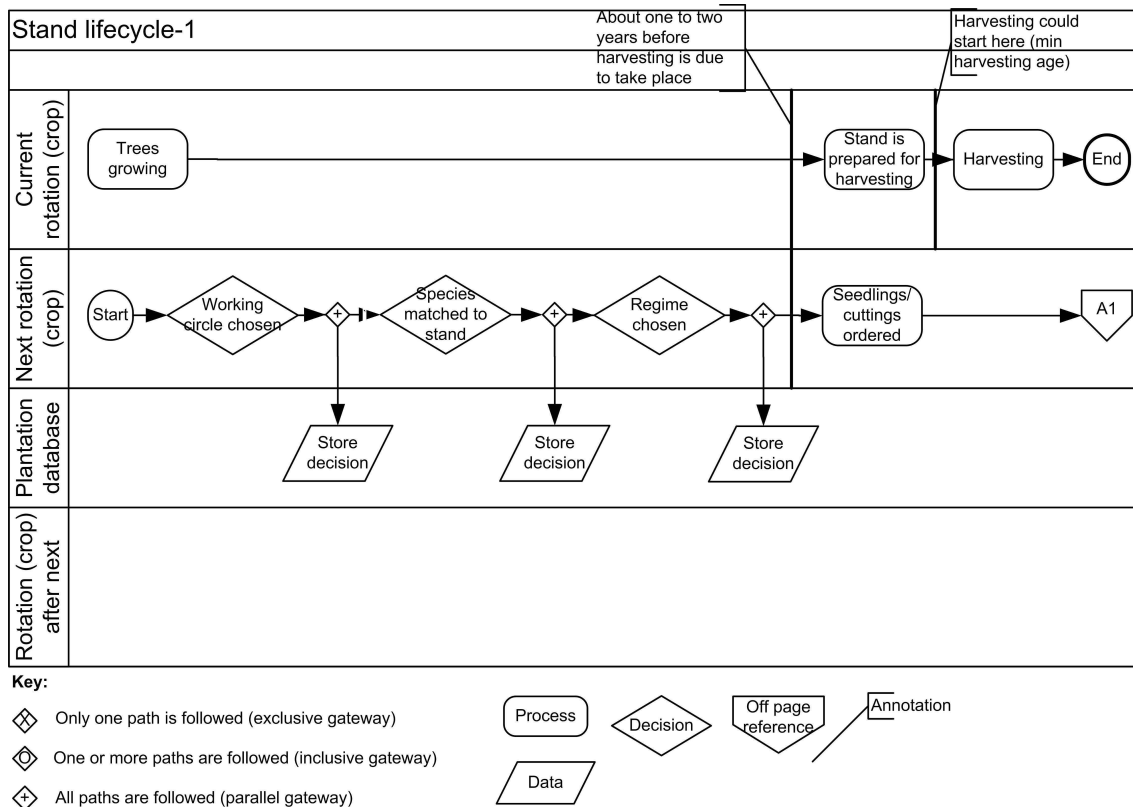 Stand lifecycle-1
About one to two
years before
harvesting is due
to take place
Harvesting could
start here (min
harvesting age)
Current
rotation (crop)
Trees
growing
Stand is
prepared for
harvesting
Harvesting
End
Next rotation
(crop)
Start
Working
circle chosen
+
Species
matched to
stand
+
Regime
chosen
+
Seedlings/
cuttings
ordered
A1
Plantation
database
Store
decision
Store
decision
Store
decision
Rotation (crop)
after next
Key:
X Only one path is followed (exclusive gateway)
O One or more paths are followed (inclusive gateway)
+ All paths are followed (parallel gateway)
Process
Decision
Off page
reference
Annotation
Data